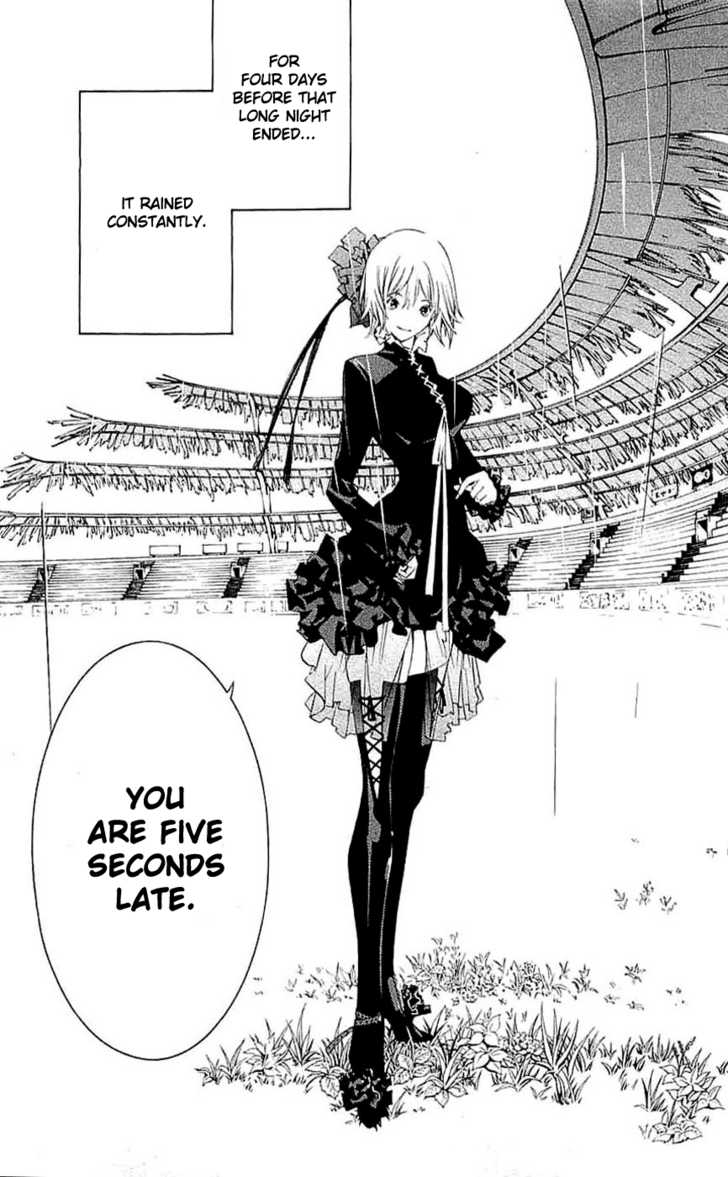 FOR
FOUR DAYS
BEFORE THAT
LONG NIGHT
ENDED...
IT RAINED
CONSTANTLY.
YOU
ARE FIVE
SECONDS
LATE.